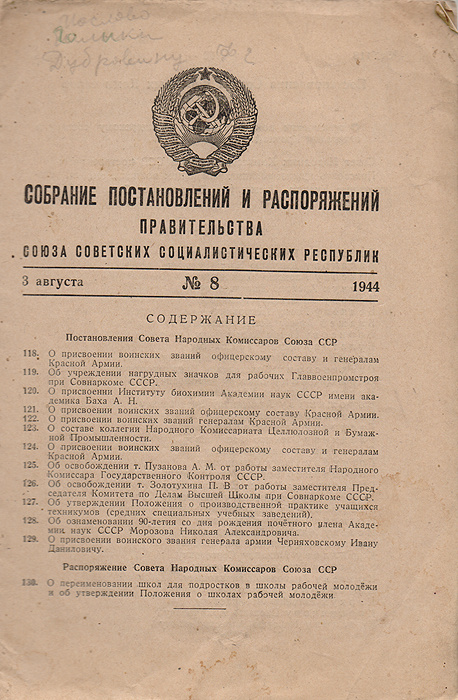 СОБРАНИЕ ПОСТАНОВЛЕНИЙ И РАСПОРЯЖЕНИЙ
ПРАВИТЕЛЬСТВА
СОЮЗА СОВЕТСКИХ СОЦИАЛИСТИЧЕСКИХ РЕСПУБЛИК
3 августа № 8 1944
СОДЕРЖАНИЕ
Постановления Совета Народных Комиссаров Союза ССР
118. О присвоении воинских званий офицерскому составу и генералам
Красной Армии.
119. Об учреждении нагрудных значков для рабочих Главвоенпромстроя
при Совнаркоме СССР.
120. О присвоении Институту биохимии Академии наук СССР имени ака-
демика Баха А. Н.
121. О присвоении воинских званий офицерскому составу Красной Армии.
122. О присвоении воинских званий генералам Красной Армии.
123. О составе коллегии Народного Комиссариата Целлюлозной и Бумаж-
ной Промышленности.
124. О присвоении воинских званий офицерскому составу и генералам
Красной Армии.
125. Об освобождении т. Пузанова А. М. от работы заместителя Народного
Комиссара Государственного Контроля СССР.
126. Об освобождении т. Золотухина П. В. от работы заместителя Пред-
седателя Комитета по Делам Высшей Школы при Совнаркоме СССР.
127. Об утверждении Положения о производственной практике учащихся
техникумов (средних специальных учебных заведений).
128. Об ознаменовании 90-летия со дня рождения почётного члена Акаде-
мии наук СССР Морозова Николая Александровича.
129. О присвоении воинского звания генерала армии Черняховскому Ивану
Даниловичу.
Распоряжение Совета Народных Комиссаров Союза ССР
130. О переименовании школ для подростков в школы рабочей молодёжи
и об утверждении Положения о школах рабочей молодёжи